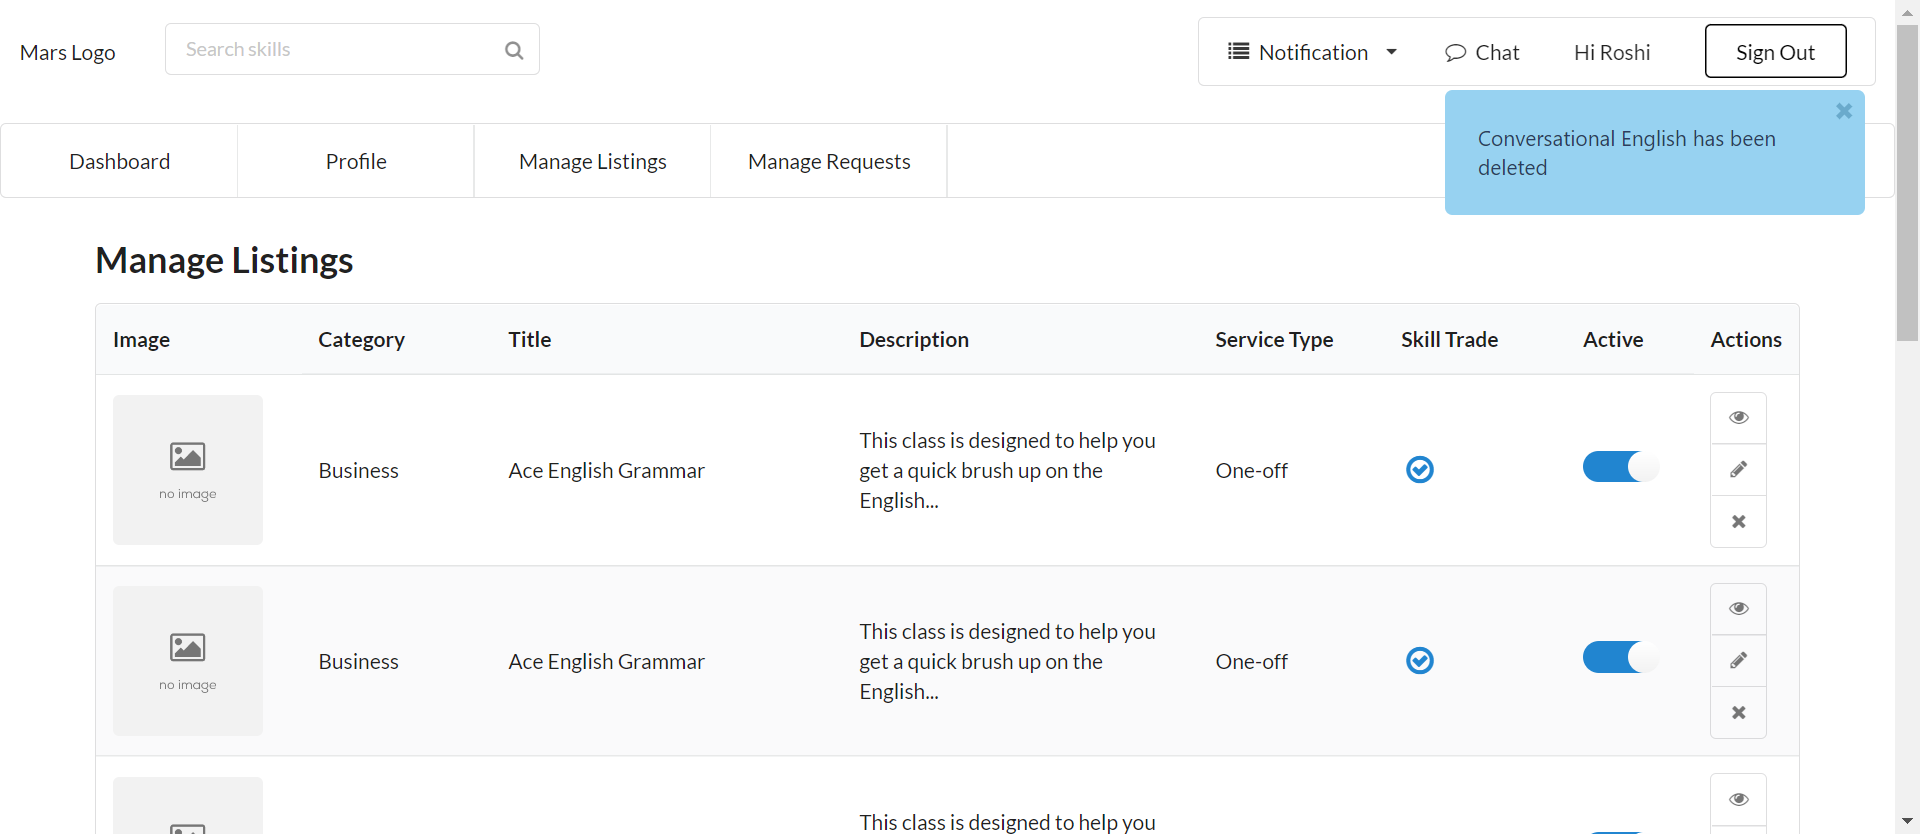 Mars Logo
Search skills
Notification
Chat
Hi Roshi
Sign Out
Conversational English has been
deleted
Dashboard
Profile
Manage Listings
Manage Requests
Manage Listings
Image
Category
Title
Description
Service Type
Skill Trade
Active
Actions
no image
Business
Ace English Grammar
This class is designed to help you
get a quick brush up on the
English...
One-off
no image
Business
Ace English Grammar
This class is designed to help you
get a quick brush up on the
English...
One-off
This class is designed to help you